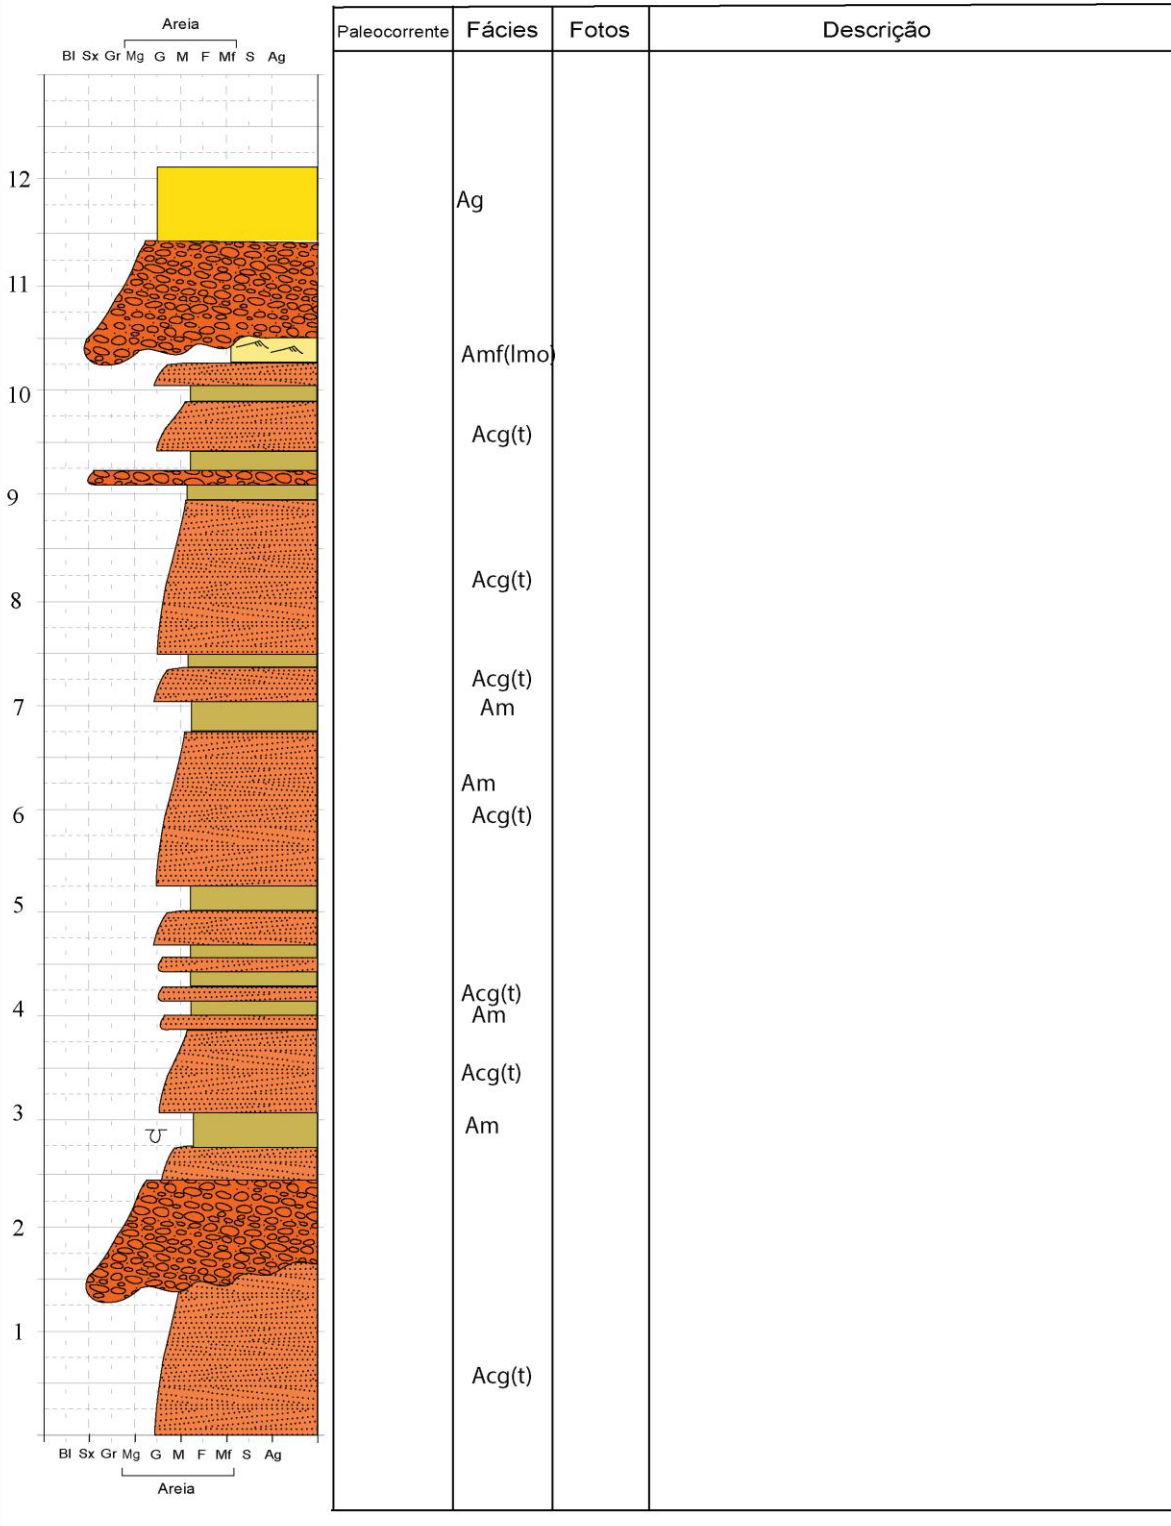 Areia
Bl Sx Gr Mg G M F Mf S Ag
Paleocorrente Fácies Fotos Descrição
12
Ag
11
Amf(lmo)
10
Acg(t)
9
Acg(t)
8
Acg(t)
7
Am
Am
6
Acg(t)
5
Acg(t)
4
Am
Acg(t)
3
Am
2
1
Acg(t)
Bl Sx Gr Mg G M F Mf S Ag
Areia